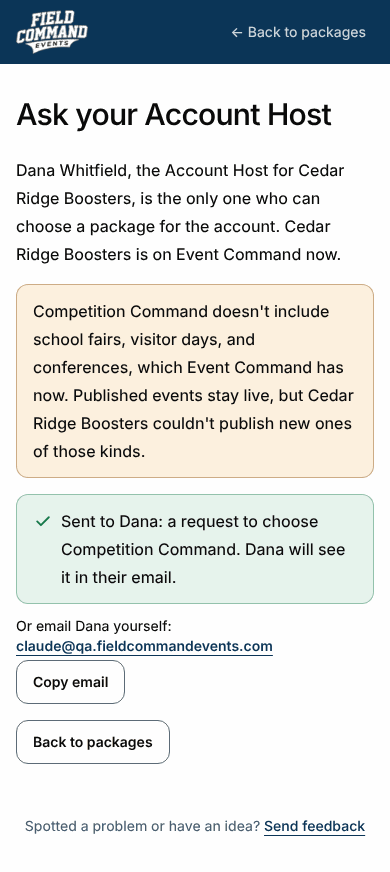 FIELD
COMMAND
EVENTS
← Back to packages
Ask your Account Host
Dana Whitfield, the Account Host for Cedar
Ridge Boosters, is the only one who can
choose a package for the account. Cedar
Ridge Boosters is on Event Command now.
Competition Command doesn't include
school fairs, visitor days, and
conferences, which Event Command has
now. Published events stay live, but Cedar
Ridge Boosters couldn't publish new ones
of those kinds.
Sent to Dana: a request to choose
Competition Command. Dana will see
it in their email.
Or email Dana yourself:
claude@qa.fieldcommandevents.com
Copy email
Back to packages
Spotted a problem or have an idea? Send feedback